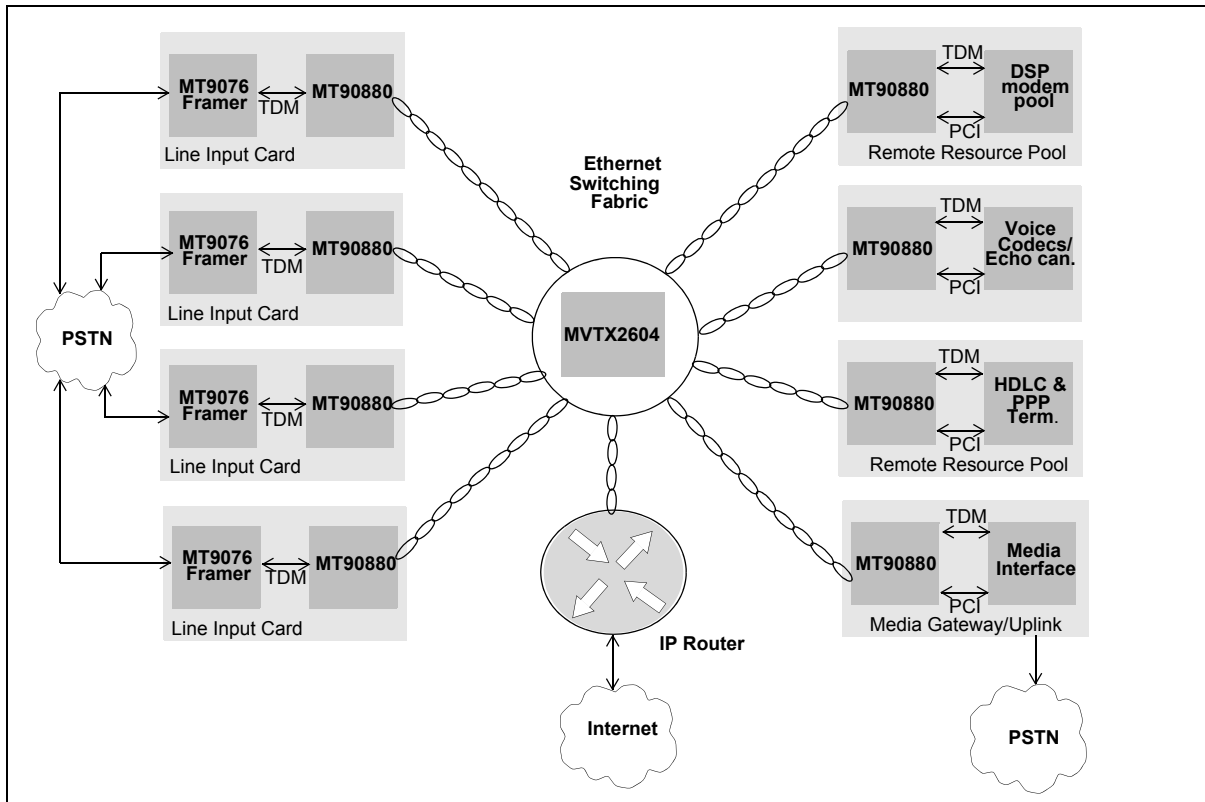 MT9076
Framer
TDM
MT90880
Line Input Card
MT9076
Framer
TDM
MT90880
Line Input Card
PSTN
MT9076
Framer
TDM
MT90880
Line Input Card
MT9076
Framer
TDM
MT90880
Line Input Card
Ethernet
Switching
Fabric
MVTX2604
IP Router
Internet
MT90880
TDM
PCI
DSP
modem
pool
Remote Resource Pool
MT90880
TDM
PCI
Voice
Codecs/
Echo can.
MT90880
TDM
PCI
HDLC &
PPP
Term.
Remote Resource Pool
MT90880
TDM
PCI
Media
Interface
Media Gateway/Uplink
PSTN